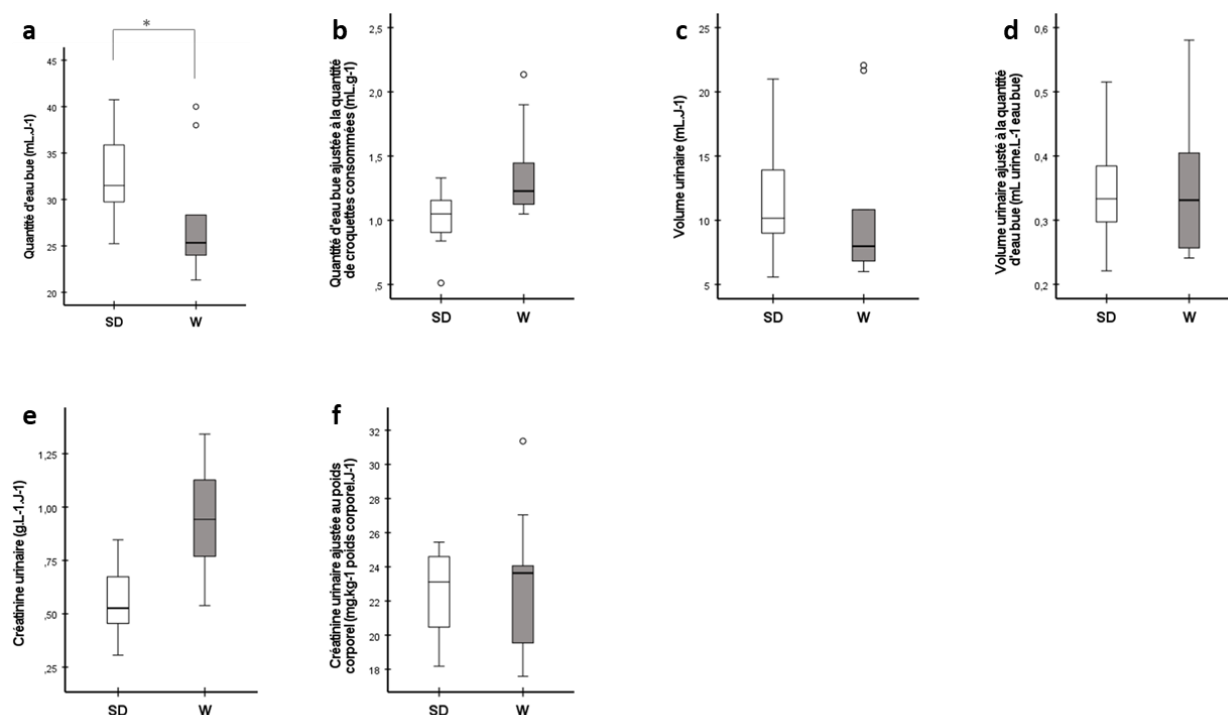 a
*
Quantité d'eau bue (mL.J-1)
45
40
35
30
25
20
SD
W
b
Quantité d'eau bue ajustée à la quantité
de croquettes consommées (mL.g-1)
2,5
2,0
1,5
1,0
,5
SD
W
c
Volume urinaire (mL.J-1)
25
20
15
10
5
SD
W
d
Volume urinaire ajusté à la quantité
d'eau bue (mL urine.L-1 eau bue)
0,6
0,5
0,4
0,3
0,2
SD
W
e
Créatinine urinaire (g.L-1.J-1)
1,25
1,00
,75
,50
,25
SD
W
f
Créatinine urinaire ajustée au poids
corporel (mg.kg-1 poids corporel.J-1)
32
30
28
26
24
22
20
18
SD
W